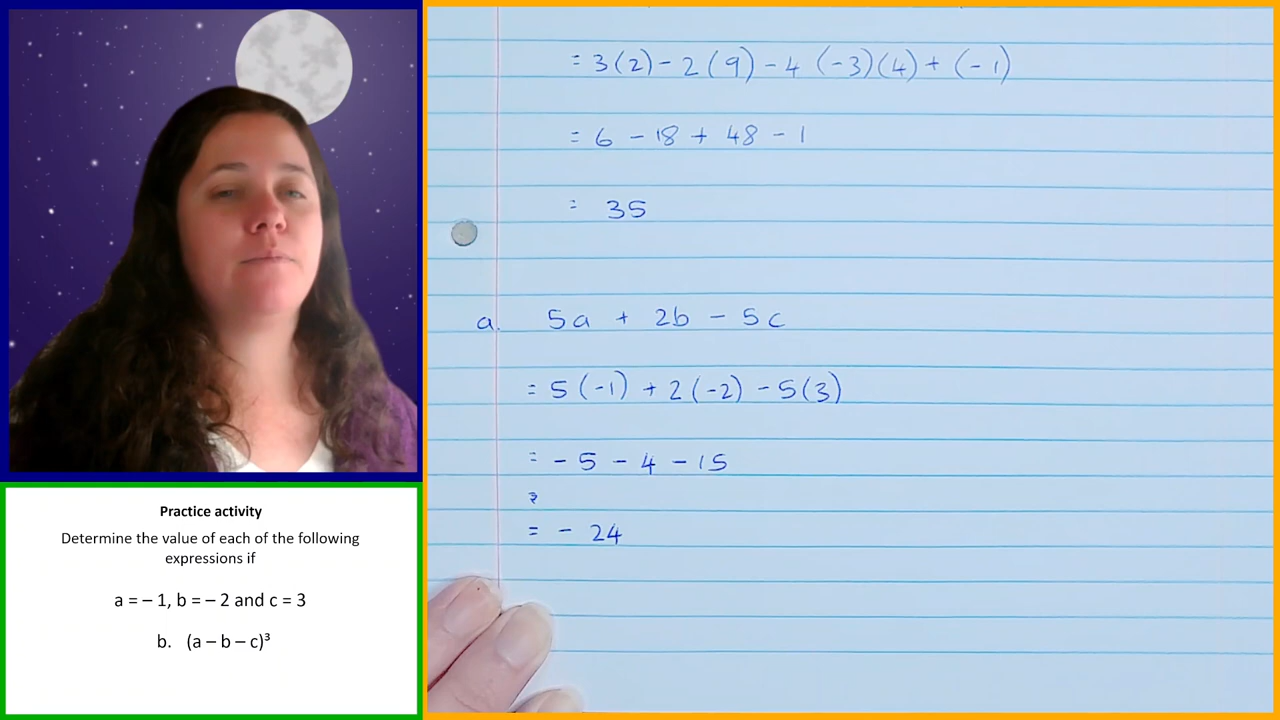 = 3(2) - 2(9) - 4 (-3)(4) + (-1)
= 6 - 18 + 48 - 1
= 35
a. 5a + 2b - 5c
= 5(-1) + 2(-2) - 5(3)
= - 5 - 4 - 15
= - 24
Practice activity
Determine the value of each of the following
expressions if
a = – 1, b = – 2 and c = 3
b. (a – b – c)³